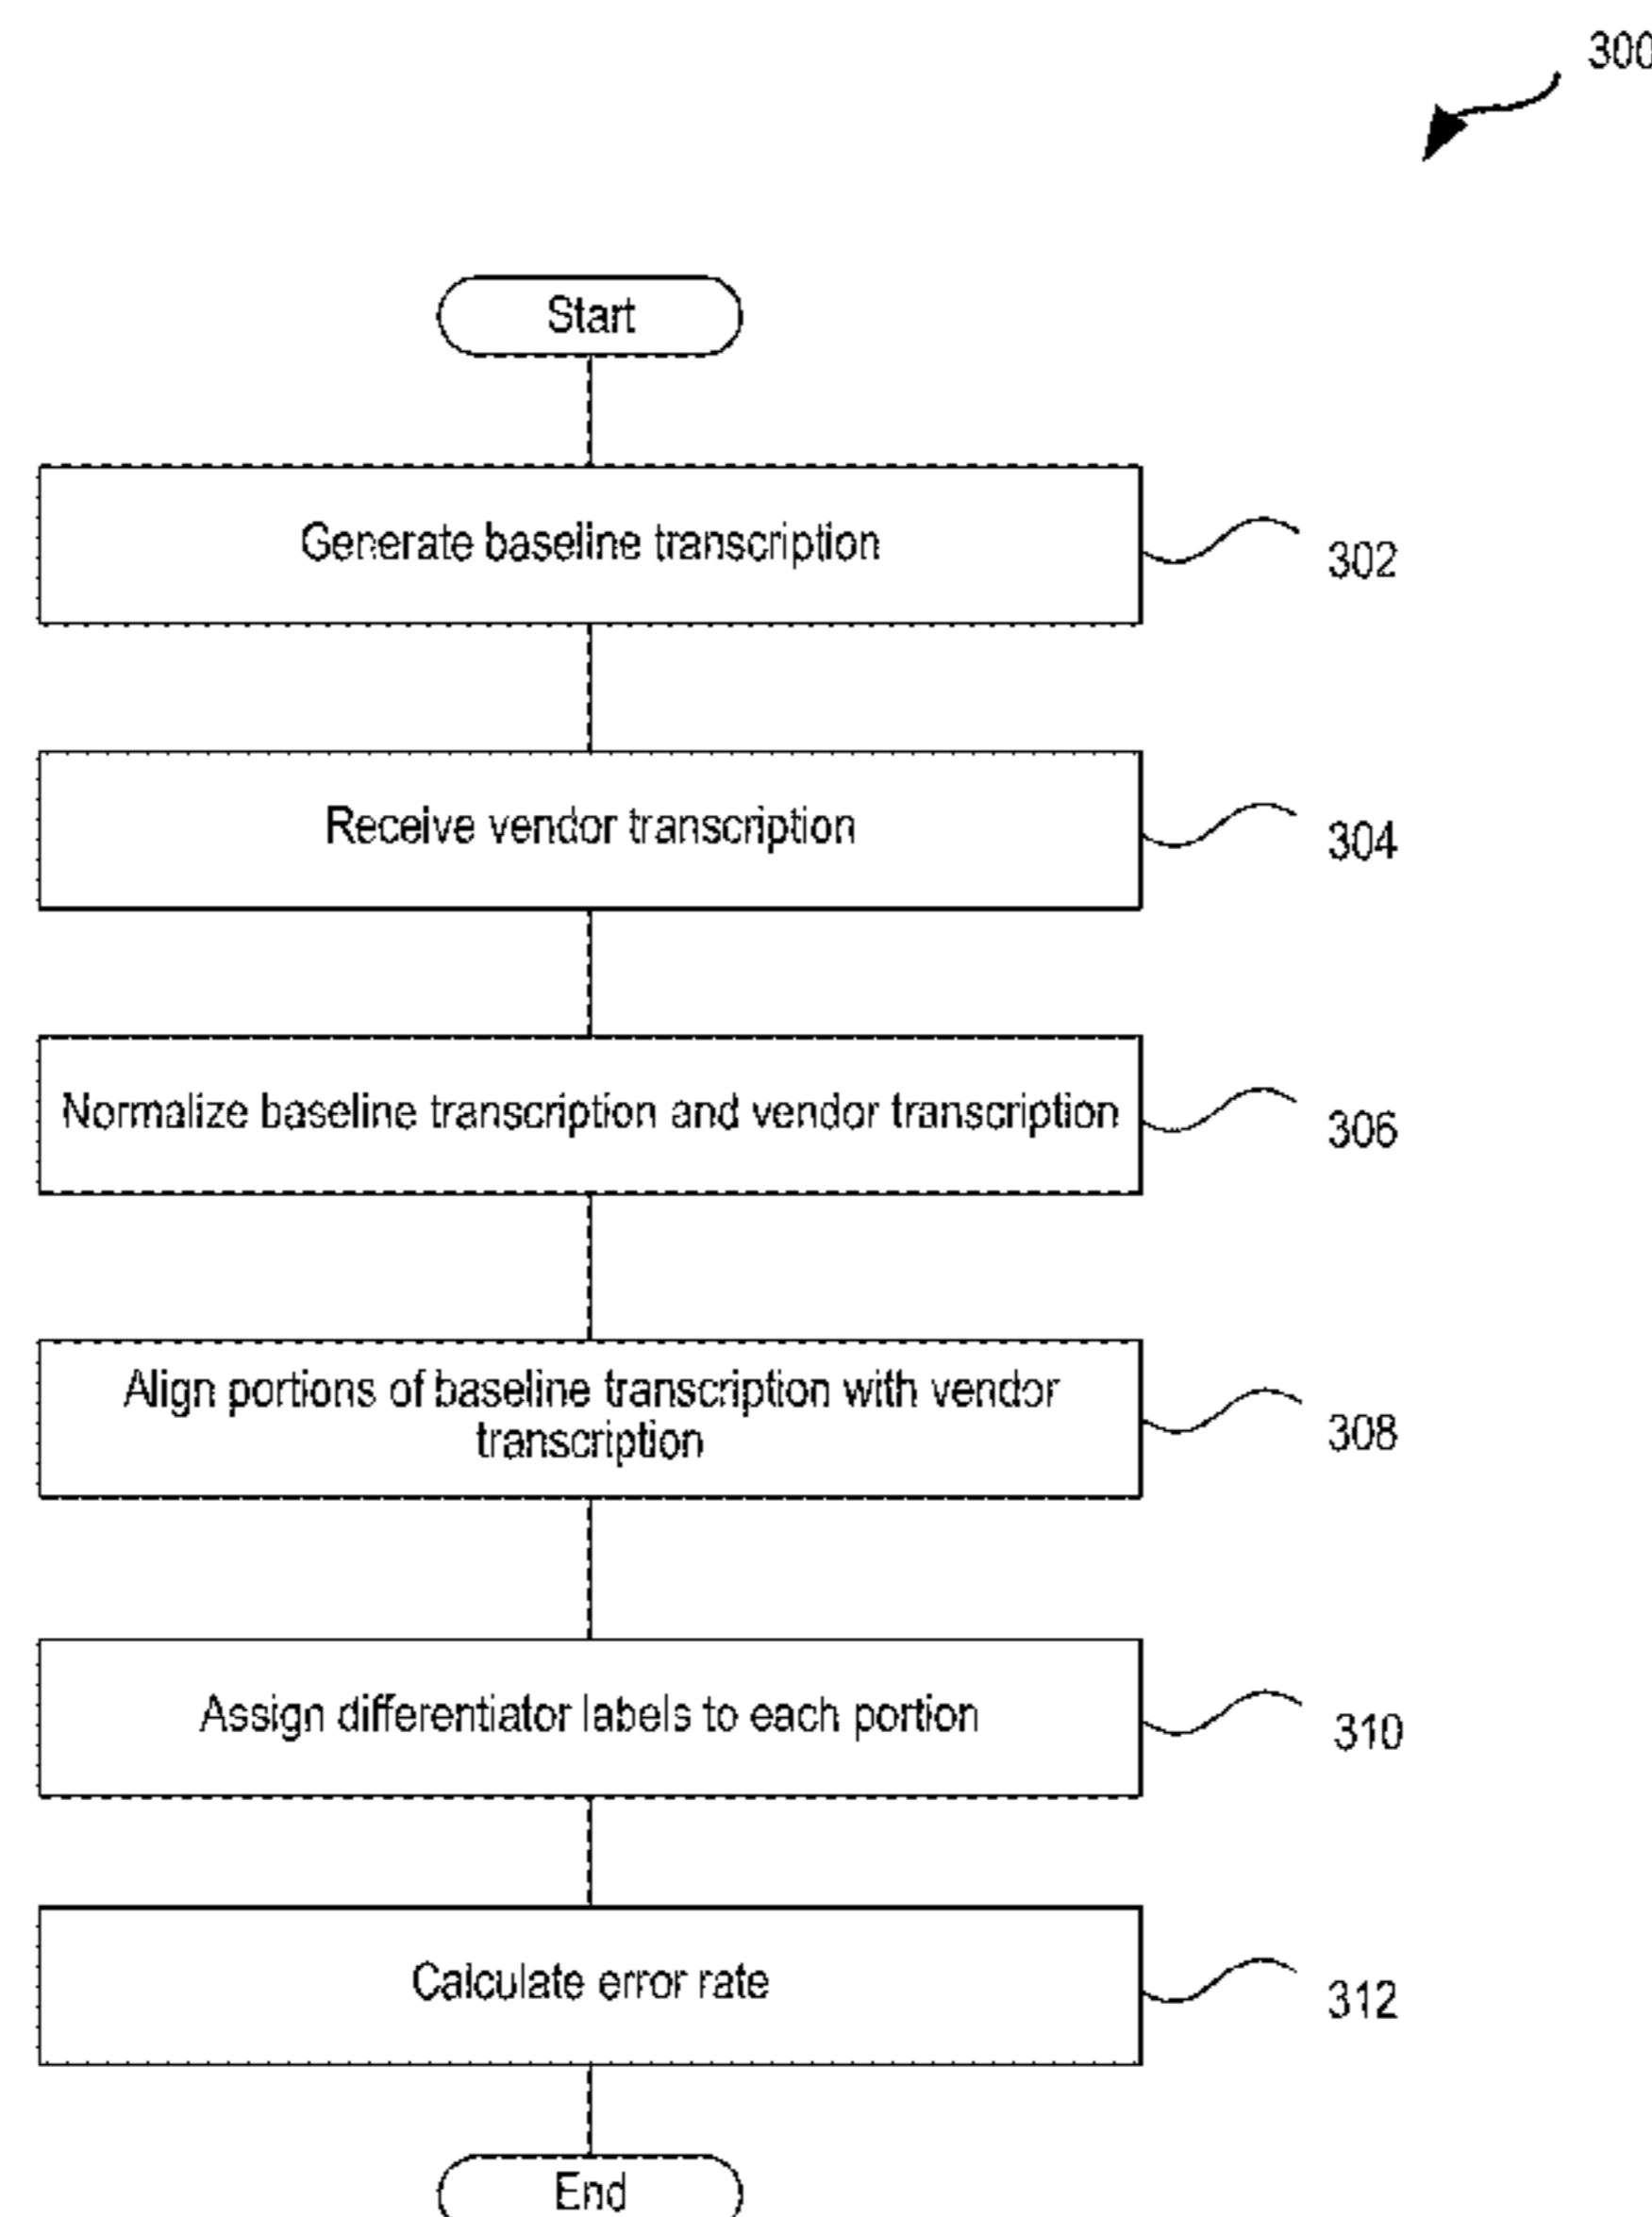 300
Start
Generate baseline transcription
302
Receive vendor transcription
304
Normalize baseline transcription and vendor transcription
306
Align portions of baseline transcription with vendor
transcription
308
Assign differentiator labels to each portion
310
Calculate error rate
312
End